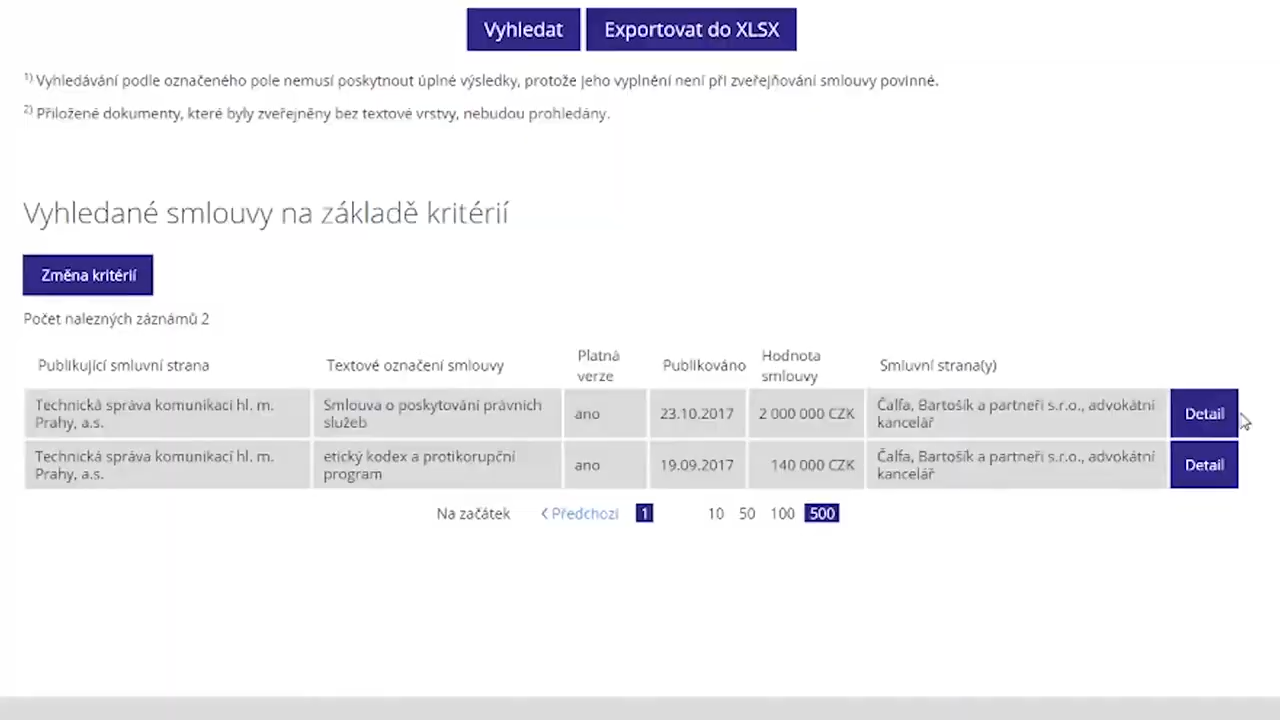 Vyhledat Exportovat do XLSX
1) Vyhledávání podle označeného pole nemusí poskytnout úplné výsledky, protože jeho vyplnění není při zveřejňování smlouvy povinné.
2) Přiložené dokumenty, které byly zveřejněny bez textové vrstvy, nebudou prohledány.
Vyhledané smlouvy na základě kritérií
Změna kritérií
Počet nalezných záznámů 2
Publikující smluvní strana Textové označení smlouvy Platná verze Publikováno Hodnota smlouvy Smluvní strana(y)
Technická správa komunikací hl. m. Prahy, a.s. Smlouva o poskytování právních služeb ano 23.10.2017 2 000 000 CZK Čalfa, Bartošík a partneři s.r.o., advokátní kancelář Detail
Technická správa komunikací hl. m. Prahy, a.s. etický kodex a protikorupční program ano 19.09.2017 140 000 CZK Čalfa, Bartošík a partneři s.r.o., advokátní kancelář Detail
Na začátek Předchozí 1 10 50 100 500